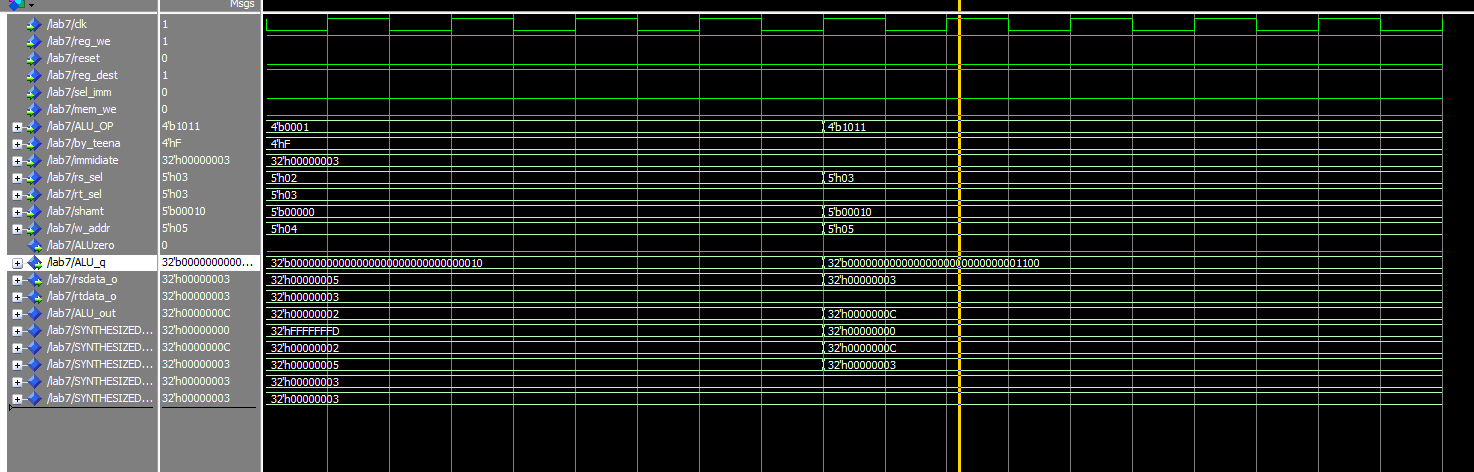 Msgs
/lab7/clk 1
/lab7/reg_we 1
/lab7/reset 0
/lab7/reg_dest 1
/lab7/sel_imm 0
/lab7/mem_we 0
/lab7/ALU_OP 4'b1011 4'b0001 4'b1011
/lab7/by_teena 4'hF 4'hF
/lab7/immidiate 32'h00000003 32'h00000003
/lab7/rs_sel 5'h03 5'h02 5'h03
/lab7/rt_sel 5'h03 5'h03
/lab7/shamt 5'b00010 5'b00000 5'b00010
/lab7/w_addr 5'h05 5'h04 5'h05
/lab7/ALUzero 0
/lab7/ALU_q 32'b0000000000... 32'b00000000000000000000000000000010 32'b00000000000000000000000000001100
/lab7/rsdata_o 32'h00000003 32'h00000005 32'h00000003
/lab7/rtdata_o 32'h00000003 32'h00000003
/lab7/ALU_out 32'h0000000C 32'h00000002 32'h0000000C
/lab7/SYNTHESIZED... 32'h00000000 32'hFFFFFFFD 32'h00000000
/lab7/SYNTHESIZED... 32'h0000000C 32'h00000002 32'h0000000C
/lab7/SYNTHESIZED... 32'h00000003 32'h00000005 32'h00000003
/lab7/SYNTHESIZED... 32'h00000003 32'h00000003
/lab7/SYNTHESIZED... 32'h00000003 32'h00000003